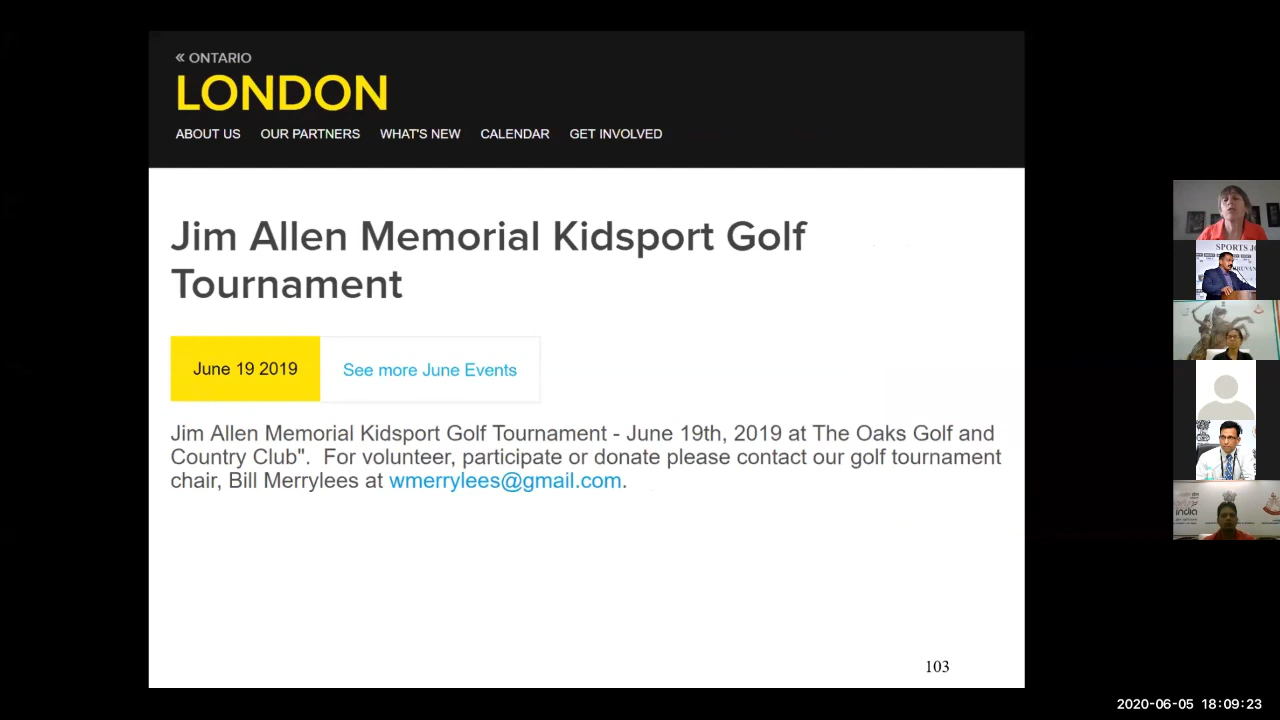 « ONTARIO
LONDON
ABOUT US OUR PARTNERS WHAT'S NEW CALENDAR GET INVOLVED
Jim Allen Memorial Kidsport Golf
Tournament
June 19 2019 See more June Events
Jim Allen Memorial Kidsport Golf Tournament - June 19th, 2019 at The Oaks Golf and
Country Club". For volunteer, participate or donate please contact our golf tournament
chair, Bill Merrylees at wmerrylees@gmail.com.
103
SPORTS JO
india
2020-06-05 18:09:23